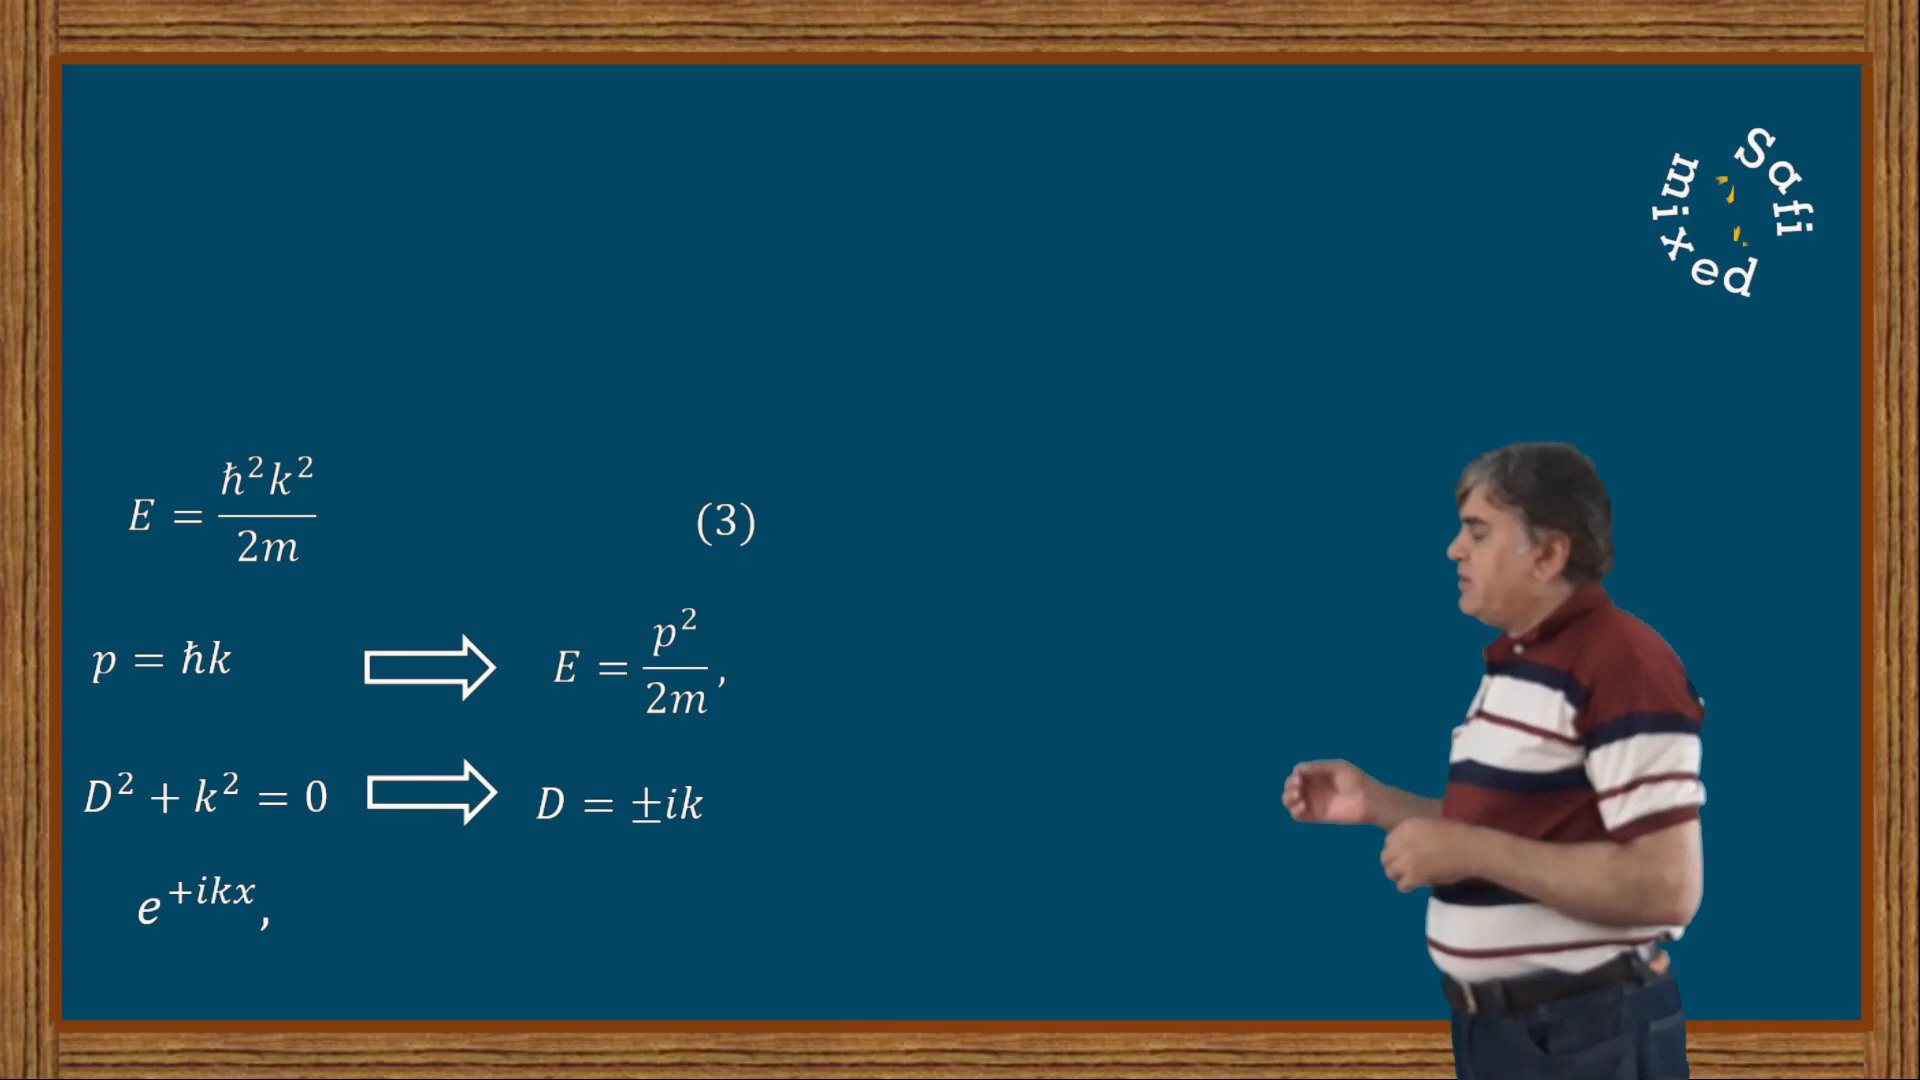 Safi
mixed
E = ħ²k²/2m (3)
p = ħk ⇨ E = p²/2m,
D² + k² = 0 ⇨ D = ±ik
e⁺ⁱᵏˣ,